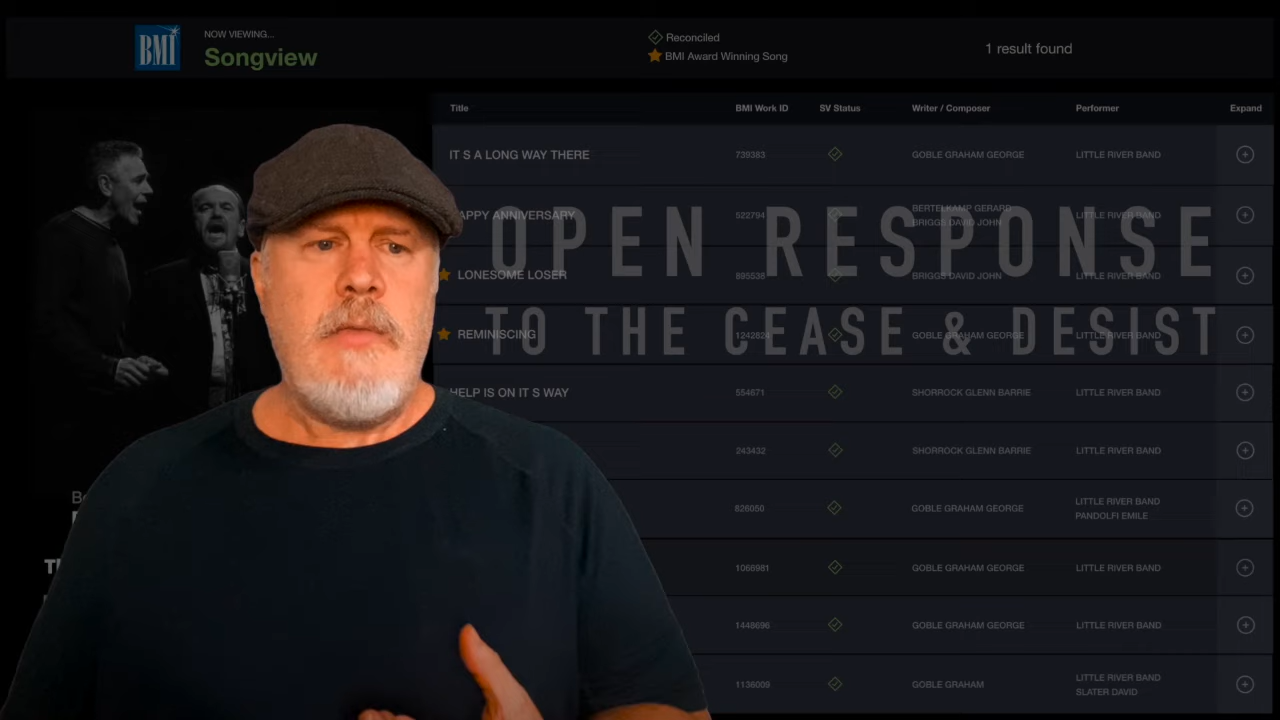 BMI
NOW VIEWING...
Songview
Reconciled
BMI Award Winning Song
1 result found
Title BMI Work ID SV Status Writer / Composer Performer Expand
IT S A LONG WAY THERE 739383 GOBLE GRAHAM GEORGE LITTLE RIVER BAND
APPY ANNIVERSARY 522794 BERTELKAMP GERARD BRIGGS DAVID JOHN LITTLE RIVER BAND
OPEN RESPONSE
LONESOME LOSER 895538 BRIGGS DAVID JOHN LITTLE RIVER BAND
REMINISCING GOBLE GRAHAM GEORGE LITTLE RIVER BAND
TO THE CEASE & DESIST
HELP IS ON IT S WAY 554671 SHORROCK GLENN BARRIE LITTLE RIVER BAND
243432 SHORROCK GLENN BARRIE LITTLE RIVER BAND
826050 GOBLE GRAHAM GEORGE LITTLE RIVER BAND
PANDOLFI EMILE
1068981 GOBLE GRAHAM GEORGE LITTLE RIVER BAND
1448696 GOBLE GRAHAM GEORGE LITTLE RIVER BAND
1136009 GOBLE GRAHAM LITTLE RIVER BAND
SLATER DAVID